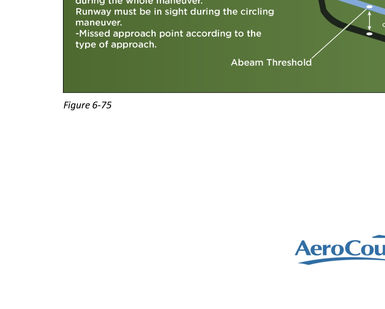 during the whole maneuver.
Runway must be in sight during the circling
maneuver.
-Missed approach point according to the
type of approach.
Abeam Threshold
Figure 6-75